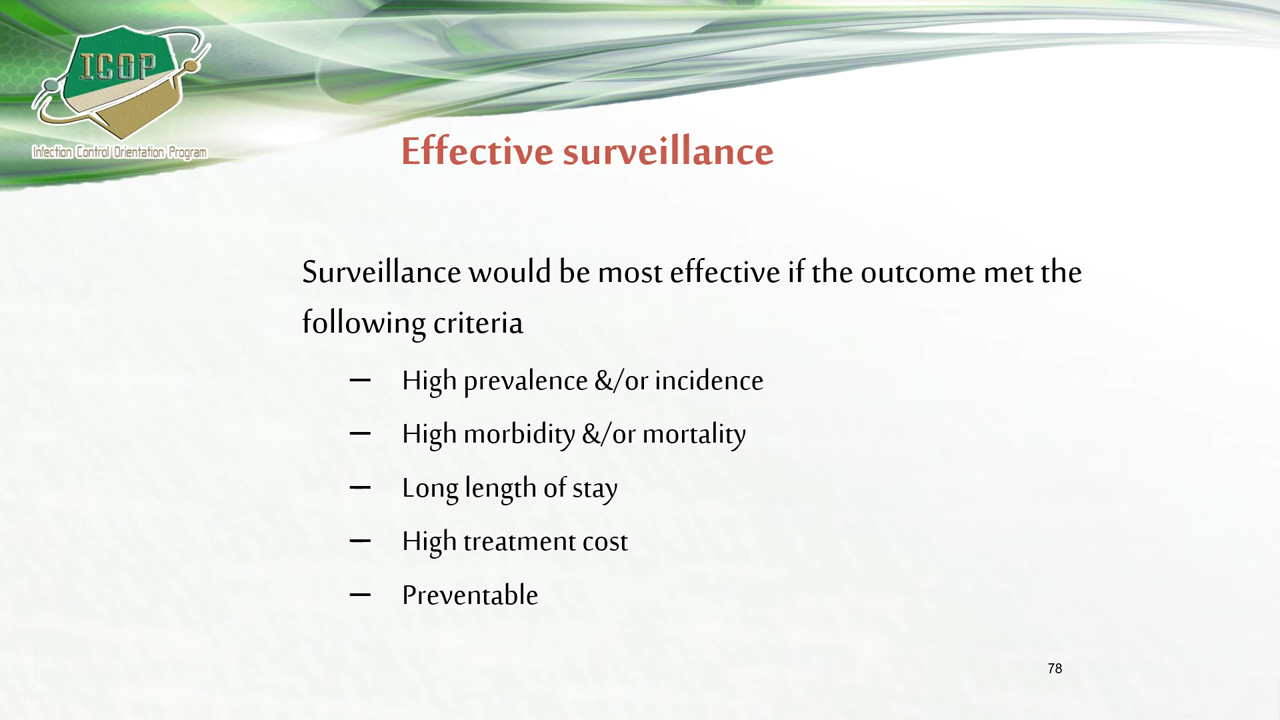 ICOP
Infection Control Orientation Program
Effective surveillance
Surveillance would be most effective if the outcome met the
following criteria
– High prevalence &/or incidence
– High morbidity &/or mortality
– Long length of stay
– High treatment cost
– Preventable
78